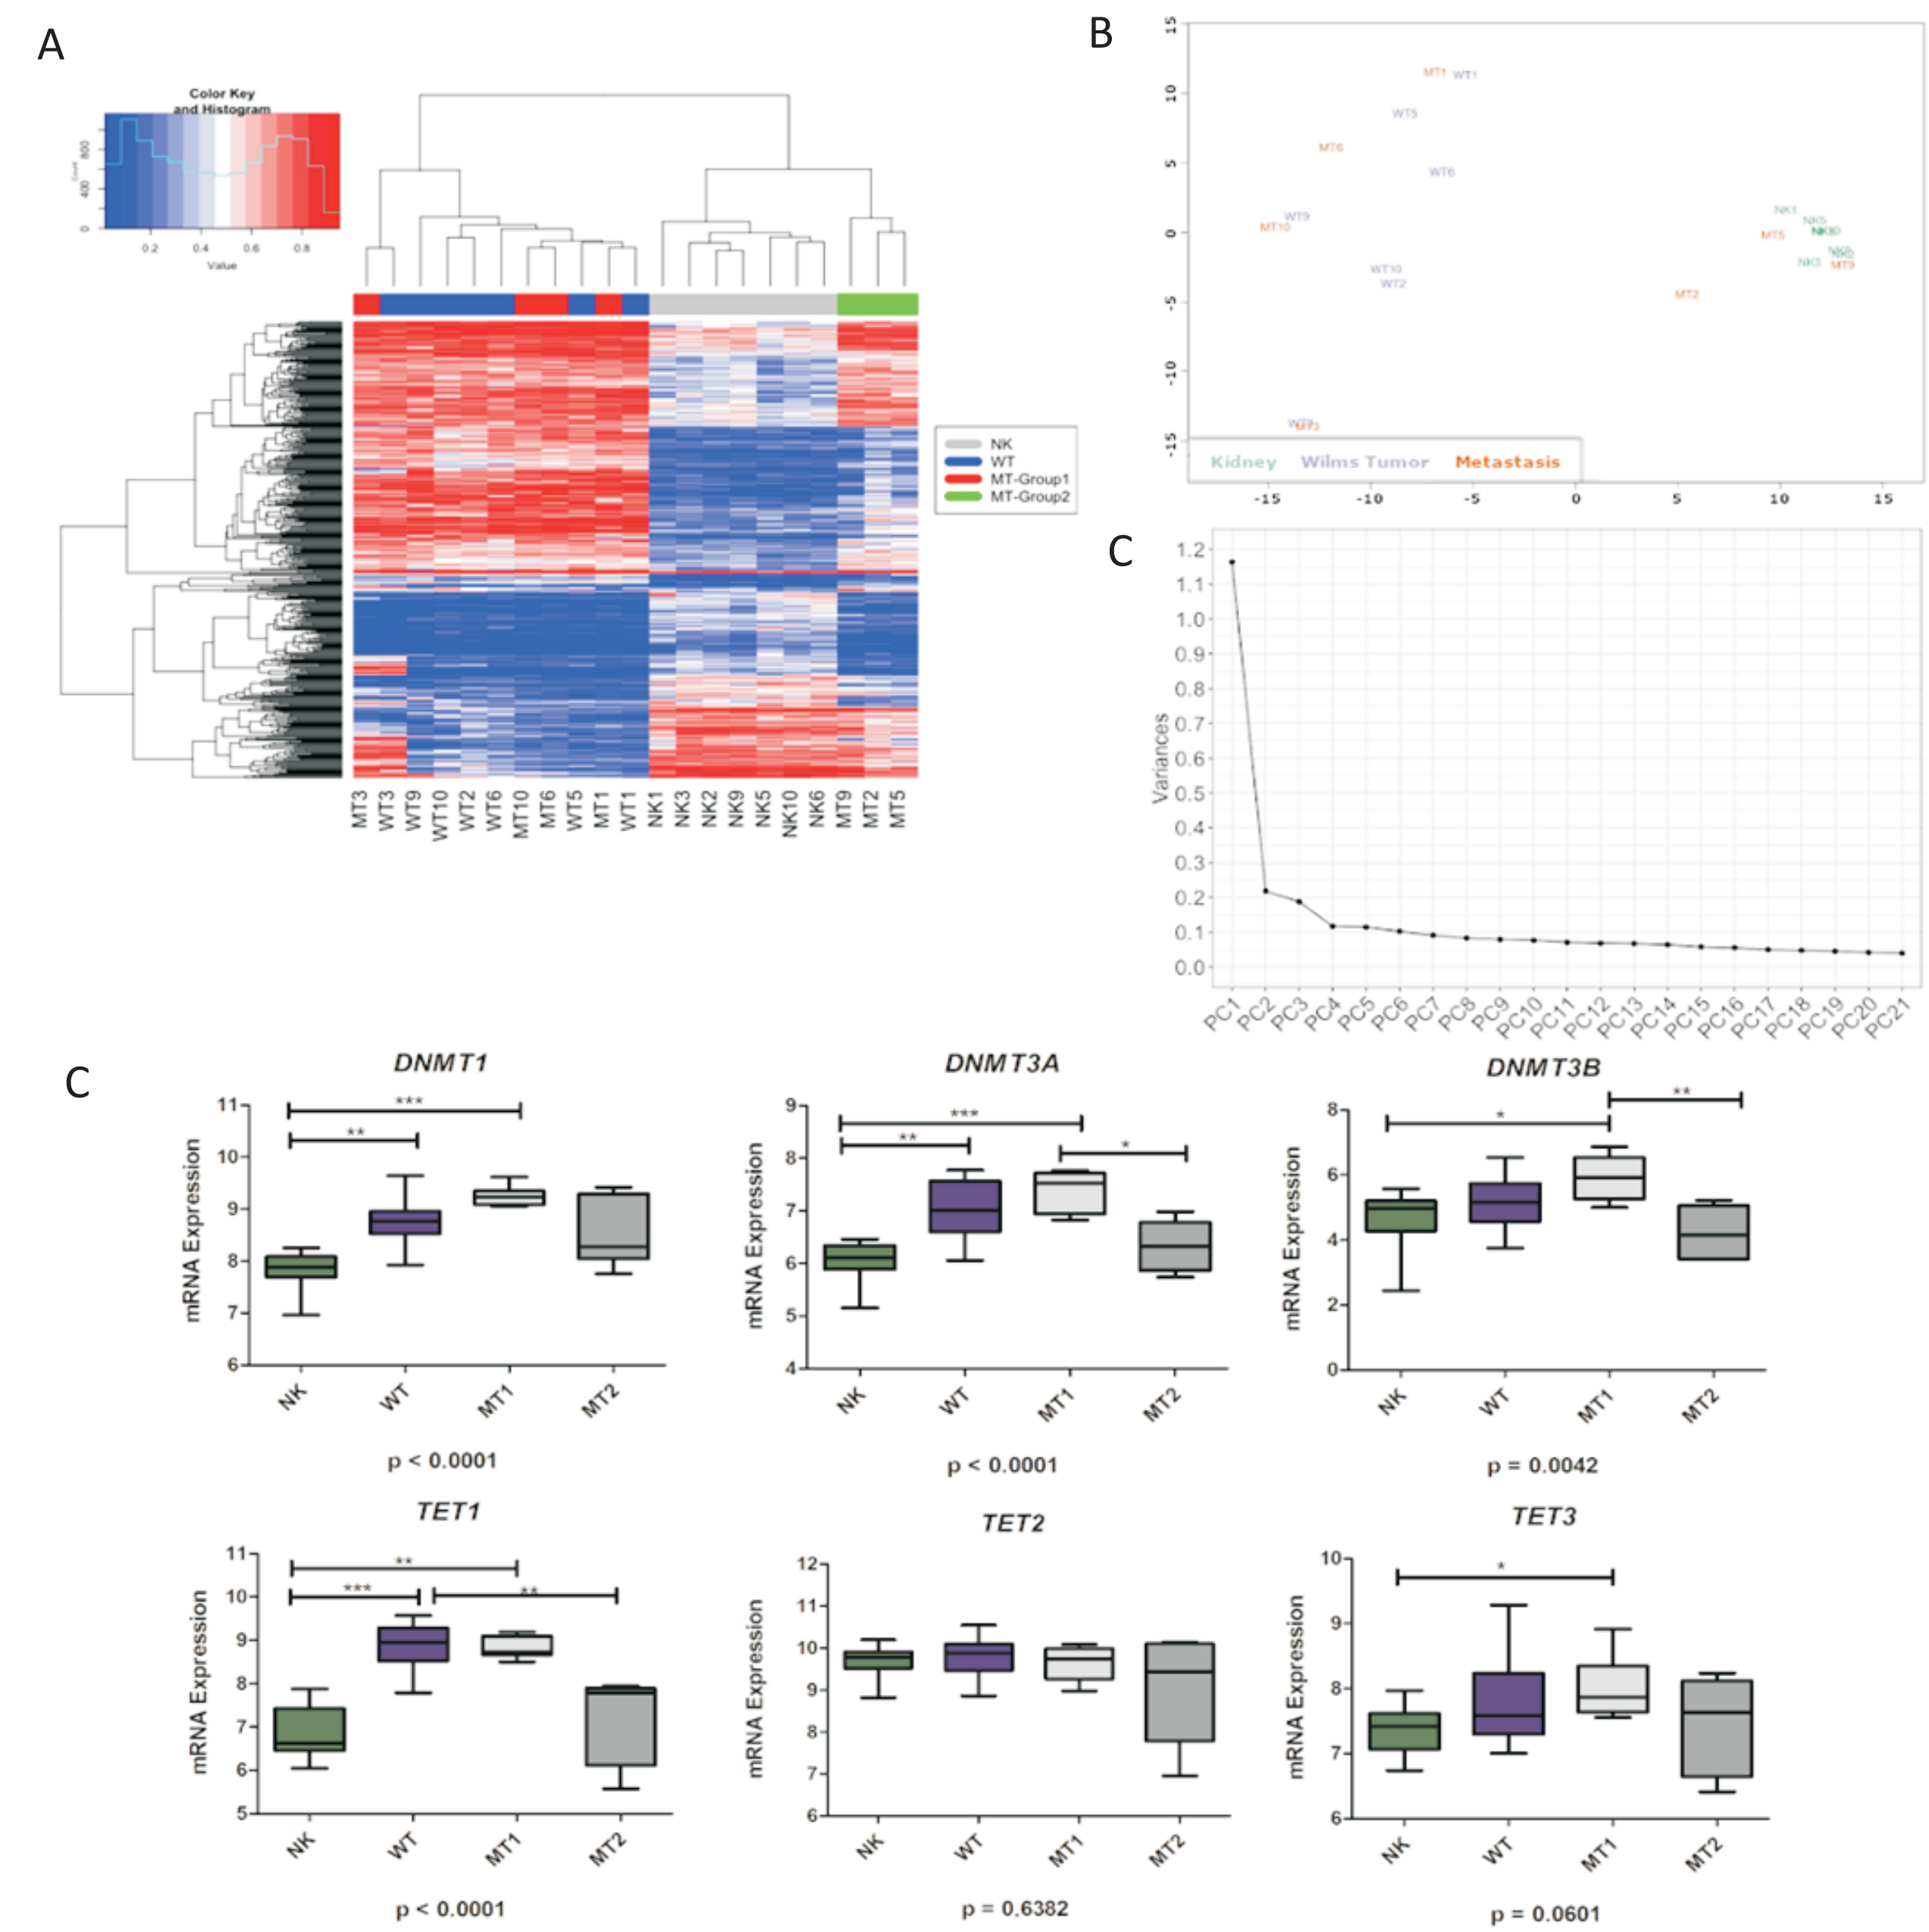 A
Color Key
and Histogram
Count
0 400 800
0.2 0.4 0.6 0.8
Value
NK
WT
MT-Group1
MT-Group2
MT3 WT3 WT9 WT10 WT2 WT6 MT10 MT6 WT5 MT1 WT1 NK1 NK3 NK2 NK9 NK5 NK10 NK6 MT9 MT2 MT5
B
15
10
5
0
-5
-10
-15
MT1 WT1
WT5
MT6
WT6
WT9
MT10
WT10
WT2
NK1
NK5
MT5
NK3
MT9
MT2
Kidney Wilms Tumor Metastasis
-15 -10 -5 0 5 10 15
C
Variances
1.2
1.1
1.0
0.9
0.8
0.7
0.6
0.5
0.4
0.3
0.2
0.1
0.0
PC1 PC2 PC3 PC4 PC5 PC6 PC7 PC8 PC9 PC10 PC11 PC12 PC13 PC14 PC15 PC16 PC17 PC18 PC19 PC20 PC21
C
DNMT1
mRNA Expression
11
10
9
8
7
6
***
**
NK WT MT1 MT2
p < 0.0001
DNMT3A
mRNA Expression
9
8
7
6
5
4
***
**
*
NK WT MT1 MT2
p < 0.0001
DNMT3B
mRNA Expression
8
6
4
2
0
**
*
NK WT MT1 MT2
p = 0.0042
TET1
mRNA Expression
11
10
9
8
7
6
5
**
***
**
NK WT MT1 MT2
p < 0.0001
TET2
mRNA Expression
12
11
10
9
8
7
6
NK WT MT1 MT2
p = 0.6382
TET3
mRNA Expression
10
9
8
7
6
*
NK WT MT1 MT2
p = 0.0601